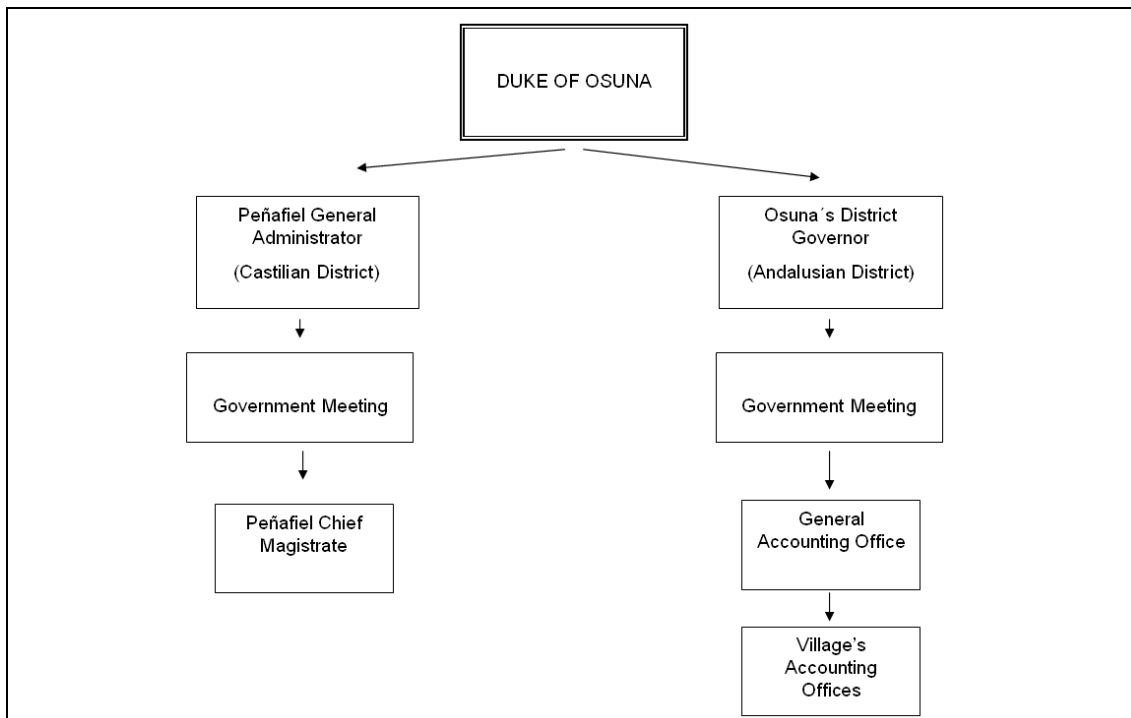 DUKE OF OSUNA
Peñafiel General
Administrator
(Castilian District)
Osuna´s District
Governor
(Andalusian District)
Government Meeting
Government Meeting
Peñafiel Chief
Magistrate
General
Accounting Office
Village’s
Accounting
Offices